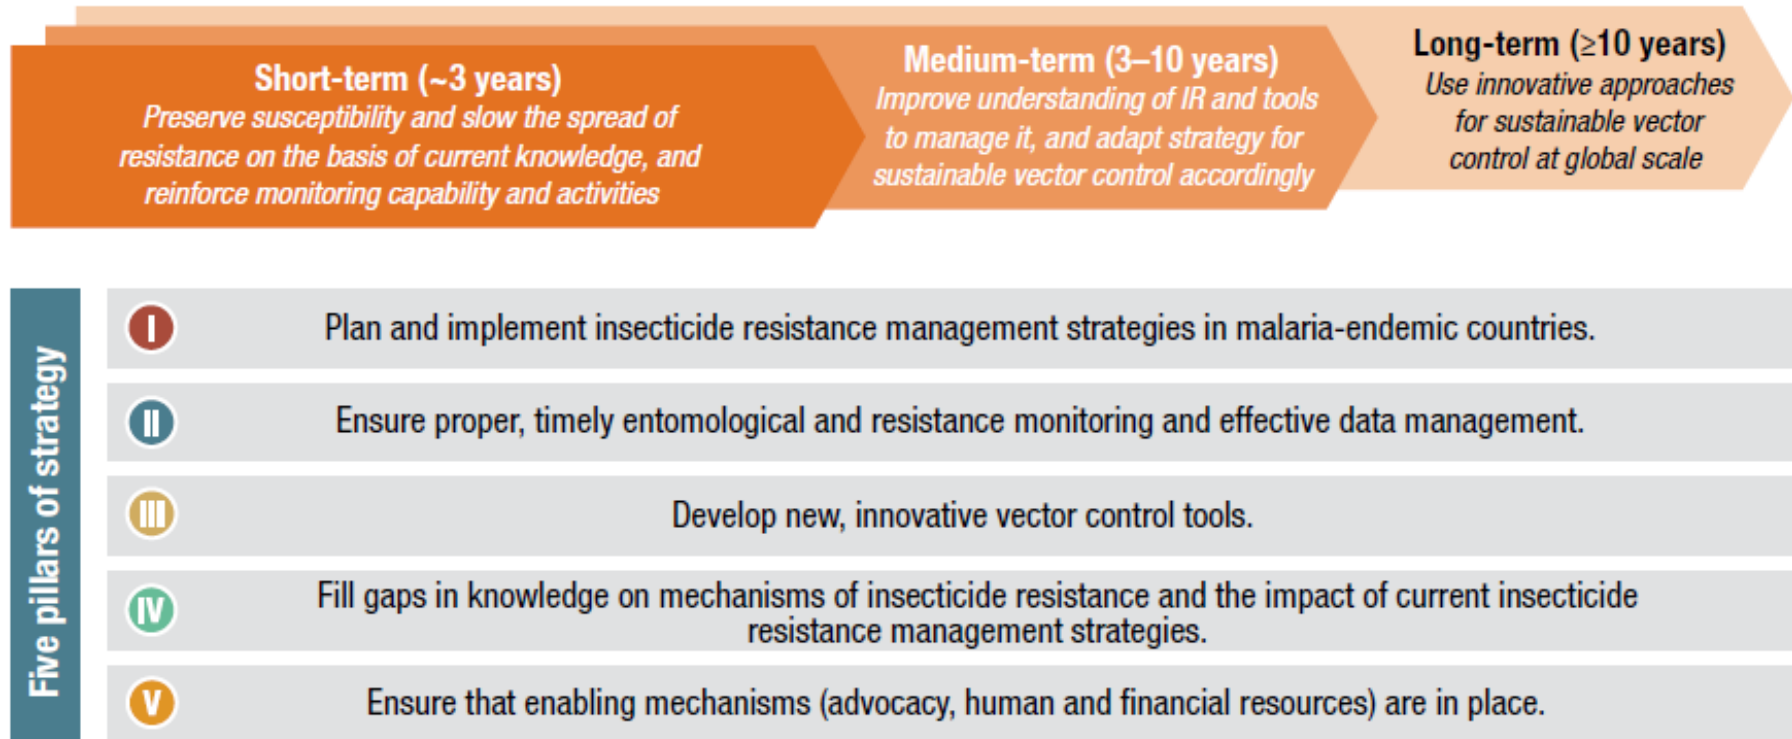 Short-term (~3 years)
Preserve susceptibility and slow the spread of
resistance on the basis of current knowledge, and
reinforce monitoring capability and activities
Medium-term (3–10 years)
Improve understanding of IR and tools
to manage it, and adapt strategy for
sustainable vector control accordingly
Long-term (≥10 years)
Use innovative approaches
for sustainable vector
control at global scale
Five pillars of strategy
I
Plan and implement insecticide resistance management strategies in malaria-endemic countries.
II
Ensure proper, timely entomological and resistance monitoring and effective data management.
III
Develop new, innovative vector control tools.
IV
Fill gaps in knowledge on mechanisms of insecticide resistance and the impact of current insecticide
resistance management strategies.
V
Ensure that enabling mechanisms (advocacy, human and financial resources) are in place.